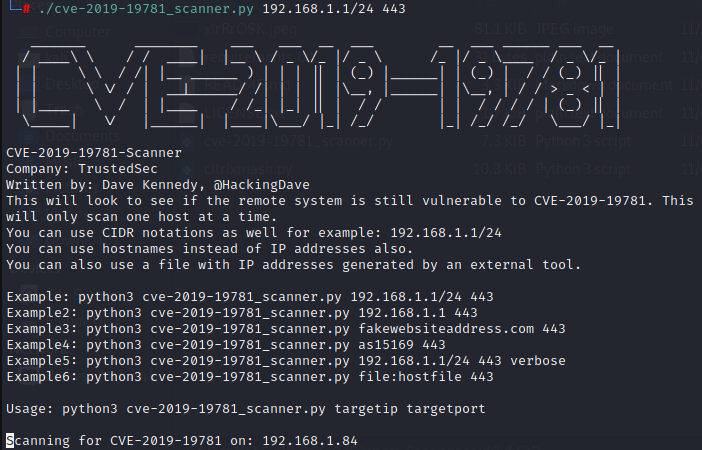 # ./cve-2019-19781_scanner.py 192.168.1.1/24 443
CVE-2019-19781
CVE-2019-19781-Scanner
Company: TrustedSec
Written by: Dave Kennedy, @HackingDave
This will look to see if the remote system is still vulnerable to CVE-2019-19781. This
will only scan one host at a time.
You can use CIDR notations as well for example: 192.168.1.1/24
You can use hostnames instead of IP addresses also.
You can also use a file with IP addresses generated by an external tool.
Example: python3 cve-2019-19781_scanner.py 192.168.1.1/24 443
Example2: python3 cve-2019-19781_scanner.py 192.168.1.1 443
Example3: python3 cve-2019-19781_scanner.py fakewebsiteaddress.com 443
Example4: python3 cve-2019-19781_scanner.py as15169 443
Example5: python3 cve-2019-19781_scanner.py 192.168.1.1/24 443 verbose
Example6: python3 cve-2019-19781_scanner.py file:hostfile 443
Usage: python3 cve-2019-19781_scanner.py targetip targetport
Scanning for CVE-2019-19781 on: 192.168.1.84